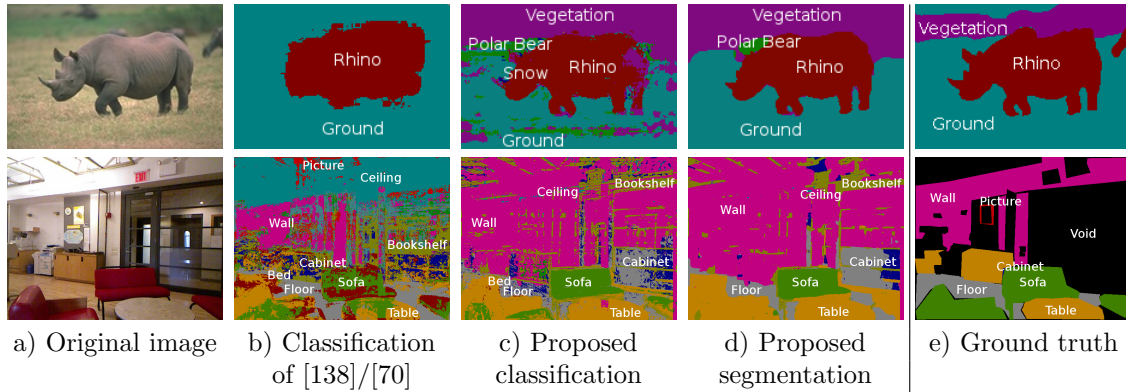 Rhino
Ground
Vegetation
Polar Bear
Snow
Rhino
Ground
Vegetation
Polar Bear
Rhino
Ground
Vegetation
Rhino
Ground
EXIT
Picture
Ceiling
Wall
Bookshelf
Cabinet
Bed
Floor
Sofa
Table
Bookshelf
Ceiling
Wall
Cabinet
Bed
Floor
Sofa
Table
Bookshelf
Ceiling
Wall
Cabinet
Floor
Sofa
Table
Wall
Picture
Void
Cabinet
Floor
Sofa
Table
a) Original image
b) Classification
of [138]/[70]
c) Proposed
classification
d) Proposed
segmentation
e) Ground truth